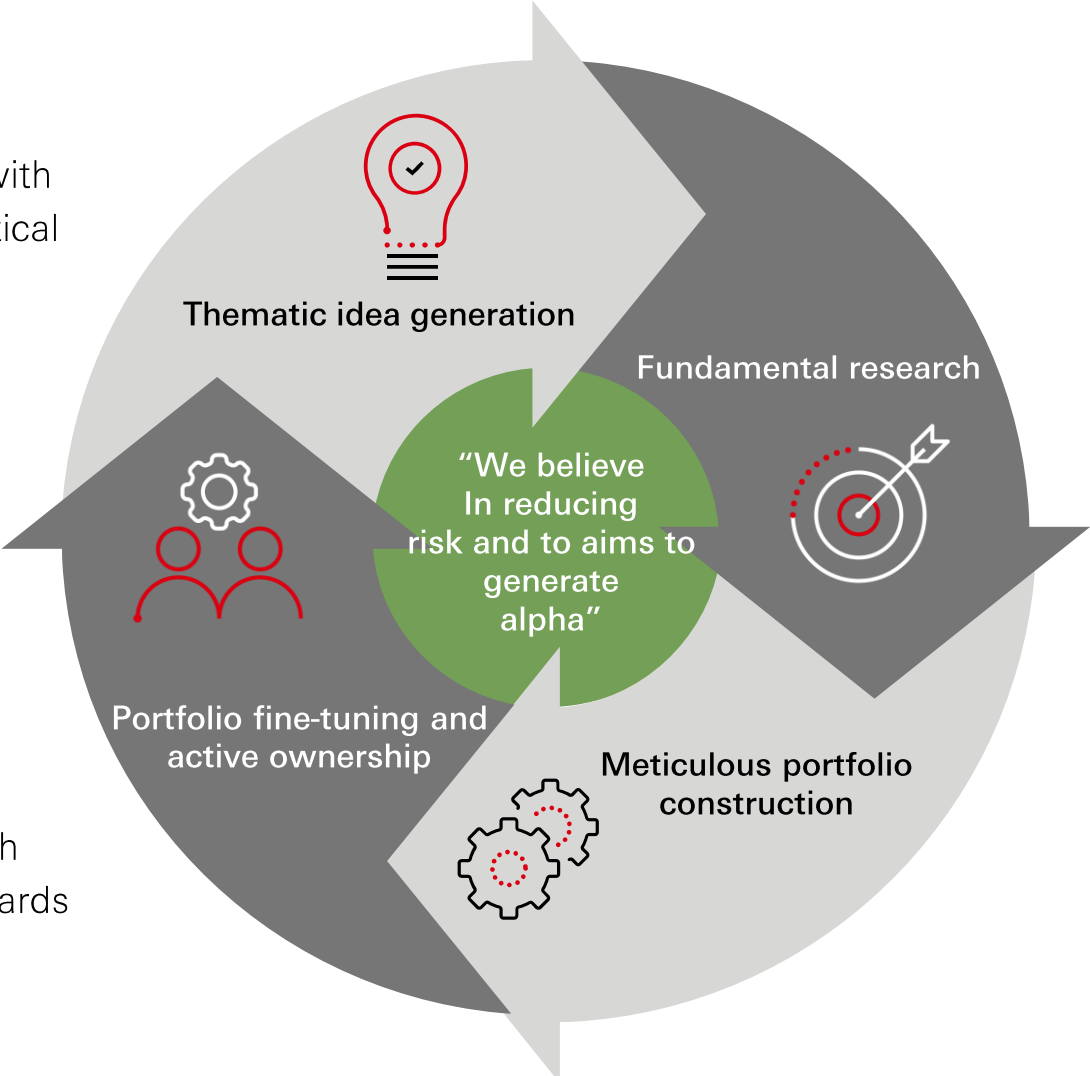 with
Thematic idea generation
Fundamental research
“We believe
In reducing
risk and to aims to
generate
alpha”
Portfolio fine-tuning and
active ownership
Meticulous portfolio
construction